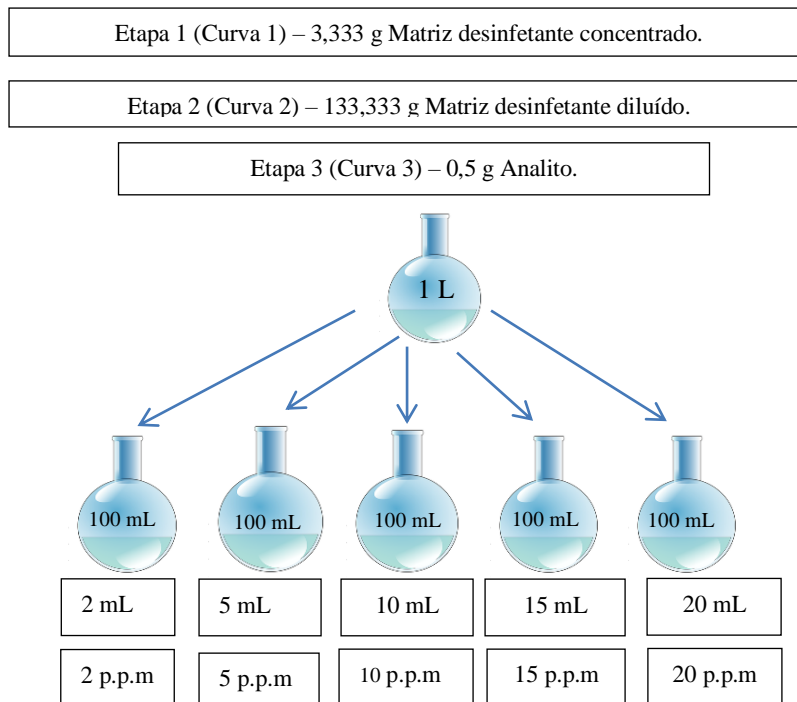 Etapa 1 (Curva 1) – 3,333 g Matriz desinfetante concentrado.
Etapa 2 (Curva 2) – 133,333 g Matriz desinfetante diluído.
Etapa 3 (Curva 3) – 0,5 g Analito.
1 L
100 mL 100 mL 100 mL 100 mL 100 mL
2 mL 5 mL 10 mL 15 mL 20 mL
2 p.p.m 5 p.p.m 10 p.p.m 15 p.p.m 20 p.p.m